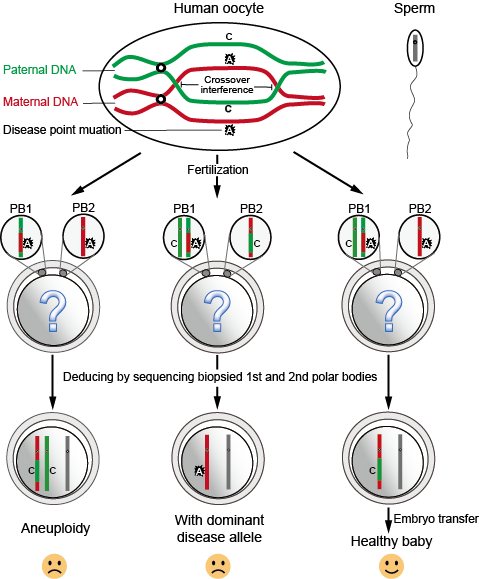 Human oocyte
Sperm
C
A
Paternal DNA
Crossover
interference
Maternal DNA
C
Disease point muation
A
Fertilization
PB1
PB2
PB1
PB2
PB1
PB2
A
A
C
A
C
C
A
A
?
?
?
Deducing by sequencing biopsied 1st and 2nd polar bodies
C
C
A
C
Aneuploidy
With dominant
disease allele
Embryo transfer
Healthy baby